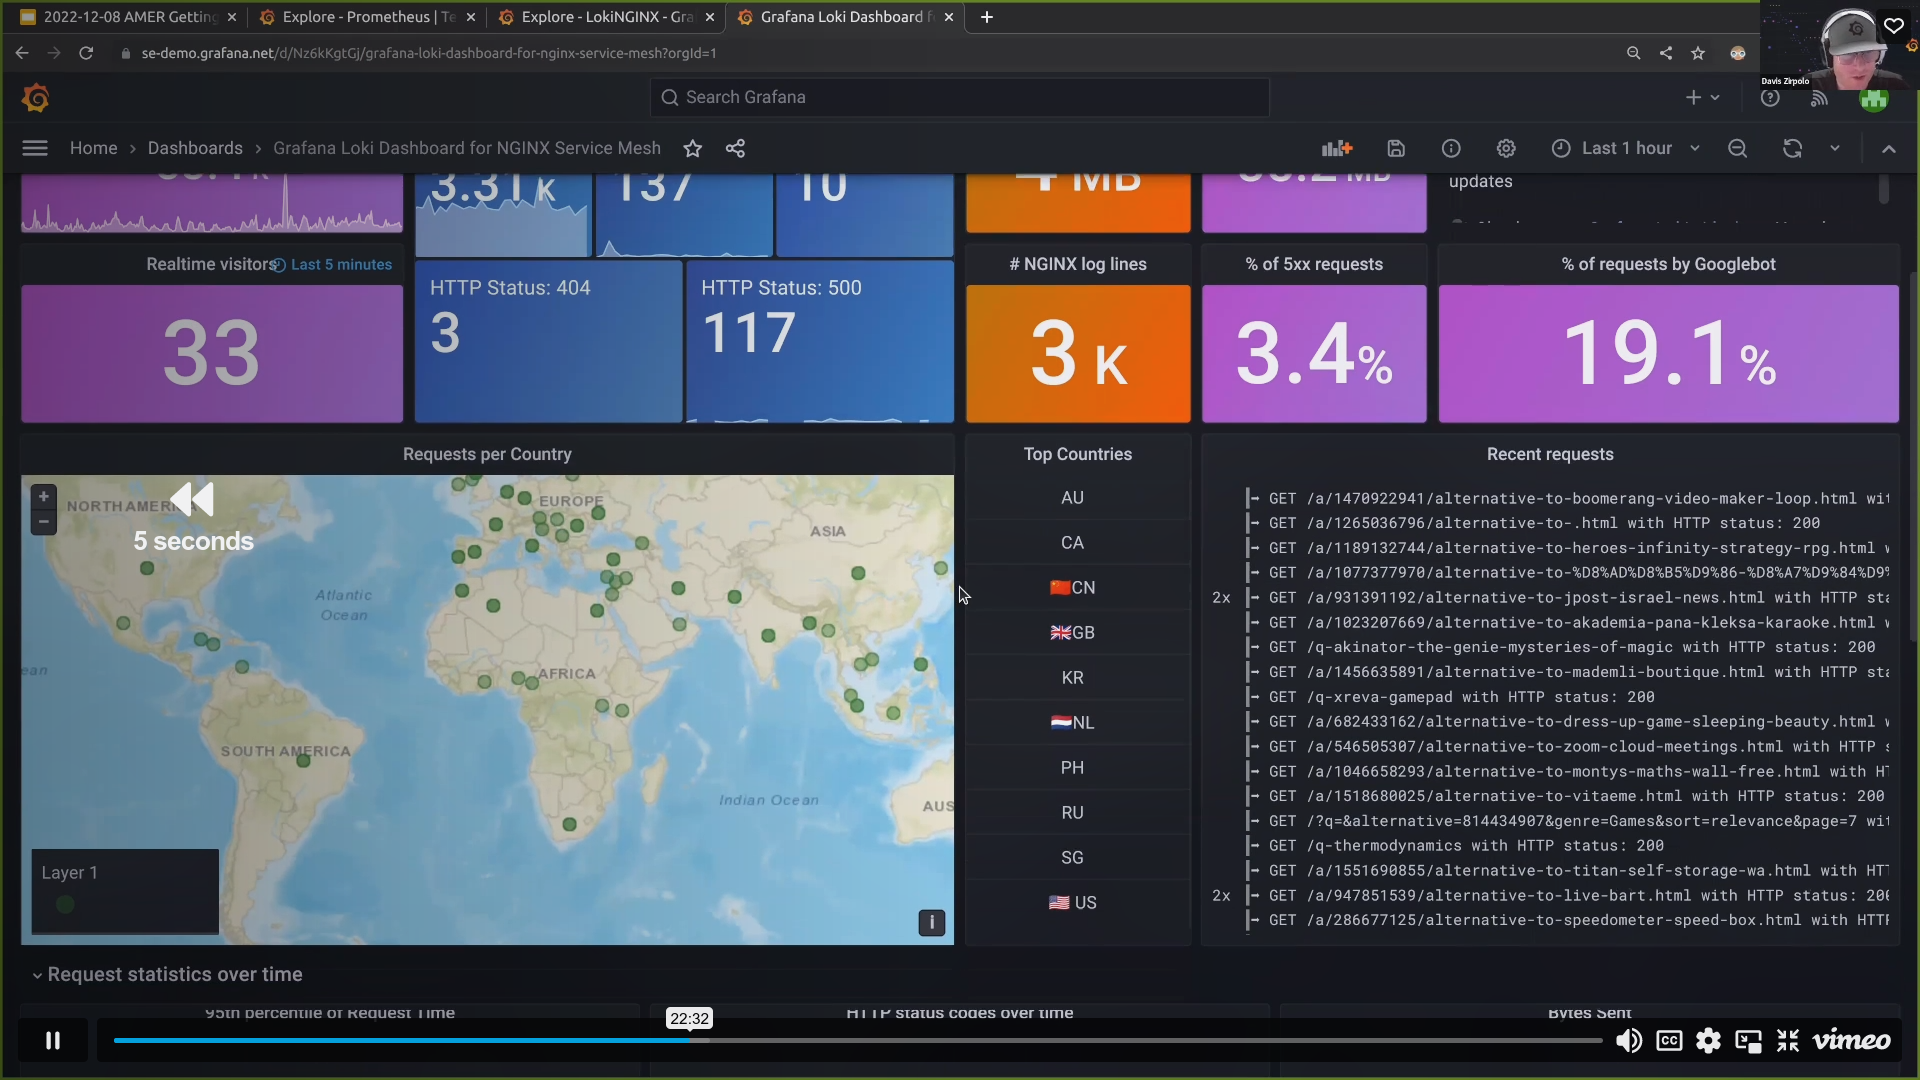 2022-12-08 AMER Getting
Explore - Prometheus | Te
Explore - LokiNGINX - Gra
Grafana Loki Dashboard f
se-demo.grafana.net/d/Nz6kKgtGj/grafana-loki-dashboard-for-nginx-service-mesh?orgId=1
Davis Zirpolo
Search Grafana
Home › Dashboards › Grafana Loki Dashboard for NGINX Service Mesh
Last 1 hour
3.31 K
137
10
4 MB
MB
updates
Realtime visitors
Last 5 minutes
33
HTTP Status: 404
3
HTTP Status: 500
117
# NGINX log lines
3 K
% of 5xx requests
3.4%
% of requests by Googlebot
19.1%
Requests per Country
+
−
NORTH AMERICA
EUROPE
ASIA
Atlantic
Ocean
ean
AFRICA
SOUTH AMERICA
Indian Ocean
AUS
5 seconds
Layer 1
i
Top Countries
AU
CA
🇨🇳CN
🇬🇧GB
KR
🇳🇱NL
PH
RU
SG
🇺🇸 US
Recent requests
GET /a/1470922941/alternative-to-boomerang-video-maker-loop.html wit
GET /a/1265036796/alternative-to-.html with HTTP status: 200
GET /a/1189132744/alternative-to-heroes-infinity-strategy-rpg.html w
GET /a/1077377970/alternative-to-%D8%AD%D8%B5%D9%86-%D8%A7%D9%84%D9%
2x GET /a/931391192/alternative-to-jpost-israel-news.html with HTTP sta
GET /a/1023207669/alternative-to-akademia-pana-kleksa-karaoke.html w
GET /q-akinator-the-genie-mysteries-of-magic with HTTP status: 200
GET /a/1456635891/alternative-to-mademli-boutique.html with HTTP sta
GET /q-xreva-gamepad with HTTP status: 200
GET /a/682433162/alternative-to-dress-up-game-sleeping-beauty.html w
GET /a/546505307/alternative-to-zoom-cloud-meetings.html with HTTP s
GET /a/1046658293/alternative-to-montys-maths-wall-free.html with HT
GET /a/1518680025/alternative-to-vitaeme.html with HTTP status: 200
GET /?q=&alternative=814434907&genre=Games&sort=relevance&page=7 wit
GET /q-thermodynamics with HTTP status: 200
GET /a/1551690855/alternative-to-titan-self-storage-wa.html with HTT
2x GET /a/947851539/alternative-to-live-bart.html with HTTP status: 200
GET /a/286677125/alternative-to-speedometer-speed-box.html with HTTP
Request statistics over time
95th percentile of Request Time
HTTP status codes over time
Bytes Sent
22:32
CC
vimeo